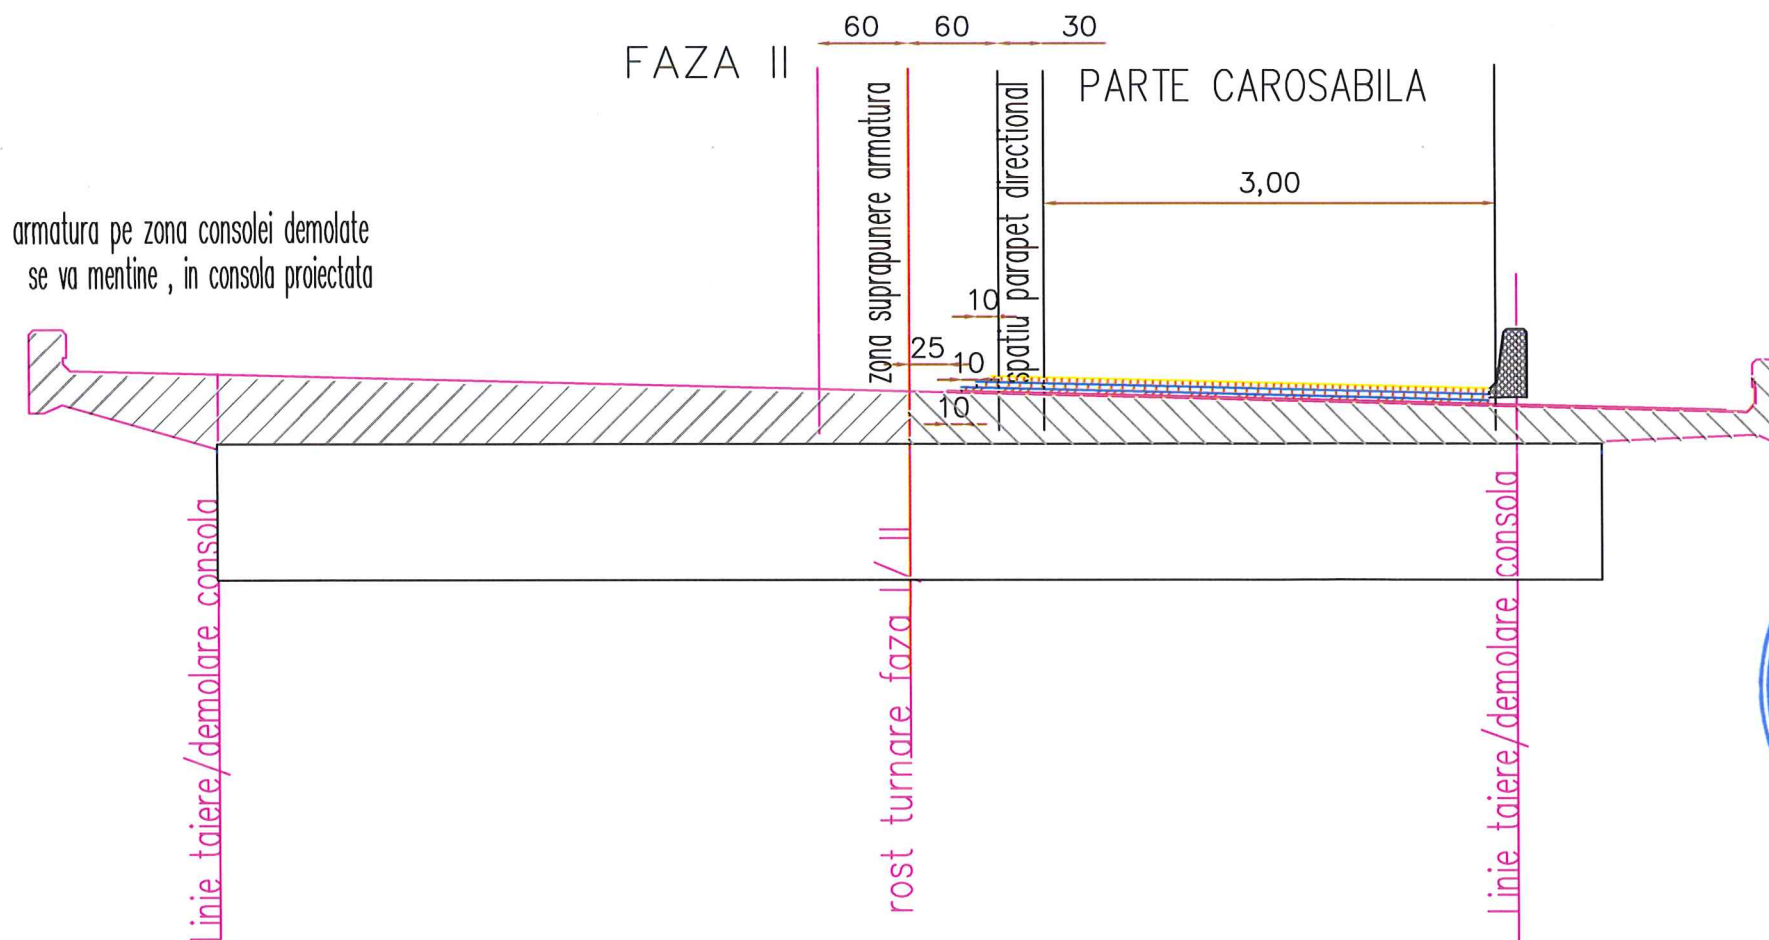 60 60 30
FAZA II
PARTE CAROSABILA
zona suprapunere armatura
spatiu parapet directional
3,00
armatura pe zona consolei demolate
se va mentine , in consola proiectata
10
25
10
10
Linie taiere/demolare consola
rost turnare faza I / II
Linie taiere/demolare consola